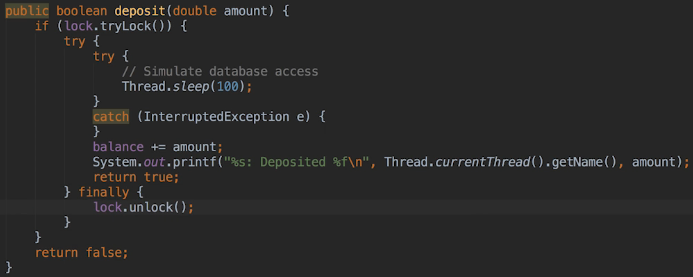 public boolean deposit(double amount) {
    if (lock.tryLock()) {
        try {
            try {
                // Simulate database access
                Thread.sleep(100);
            }
            catch (InterruptedException e) {
            }
            balance += amount;
            System.out.printf("%s: Deposited %f\n", Thread.currentThread().getName(), amount);
            return true;
        } finally {
            lock.unlock();
        }
    }
    return false;
}